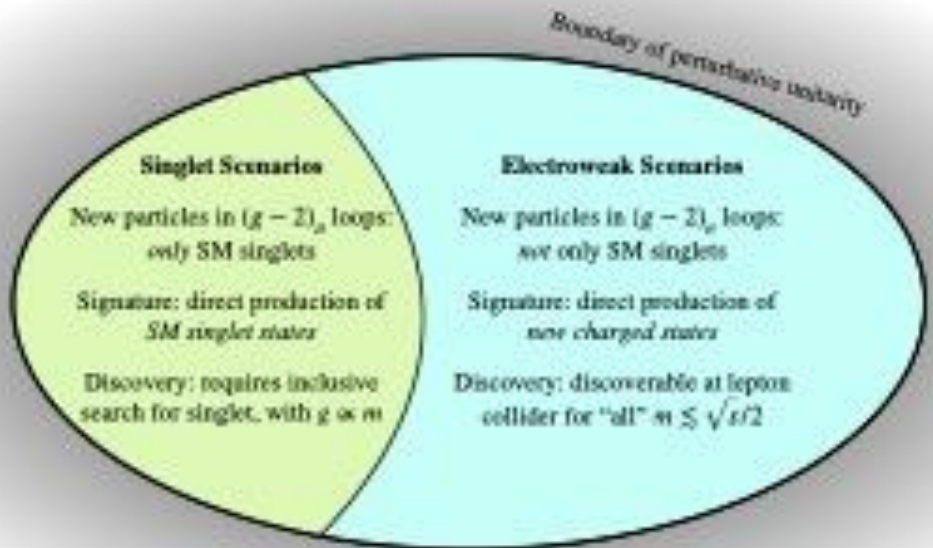 Boundary of perturbative unitarity
Singlet Scenarios
New particles in (g − 2)μ loops:
only SM singlets
Signature: direct production of
SM singlet states
Discovery: requires inclusive
search for singlet, with g ∝ m
Electroweak Scenarios
New particles in (g − 2)μ loops:
not only SM singlets
Signature: direct production of
new charged states
Discovery: discoverable at lepton
collider for “all” m ≲ √s/2